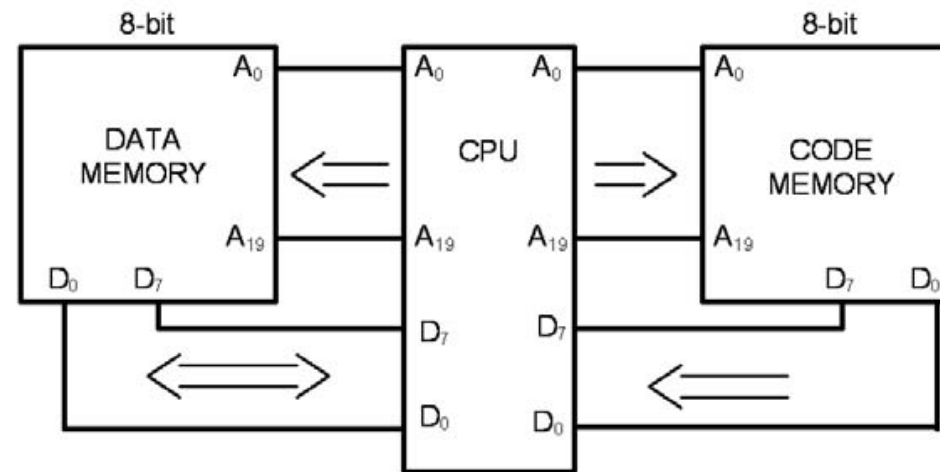 8-bit 8-bit
A₀ A₀ A₀ A₀
DATA MEMORY
CPU
CODE MEMORY
A₁₉ A₁₉ A₁₉ A₁₉
D₀ D₇ D₇ D₀
D₇ D₇
D₀ D₀